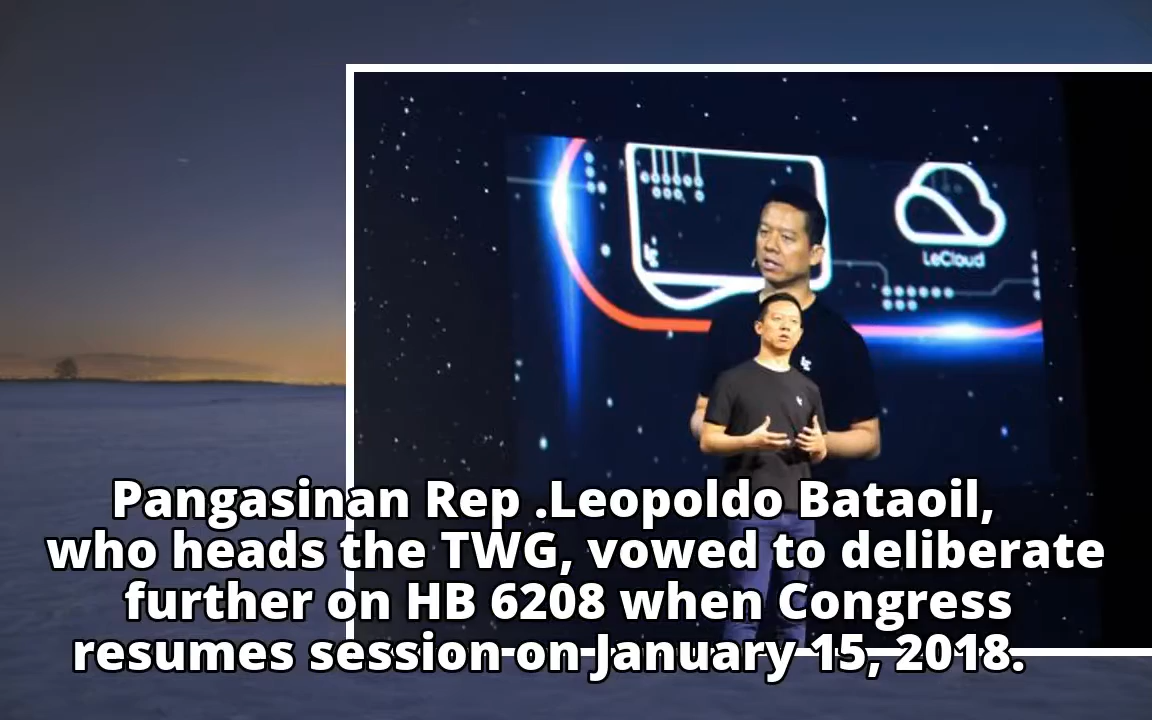 LeCloud
Pangasinan Rep .Leopoldo Bataoil,
who heads the TWG, vowed to deliberate
further on HB 6208 when Congress
resumes session on January 15, 2018.